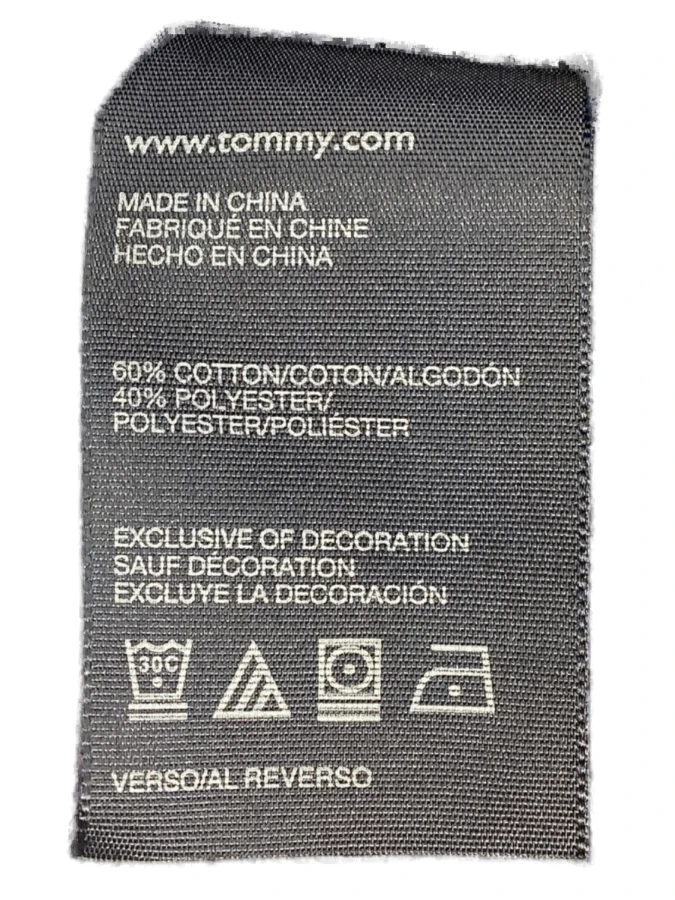 www.tommy.com
MADE IN CHINA
FABRIQUÉ EN CHINE
HECHO EN CHINA
60% COTTON/COTON/ALGODÓN
40% POLYESTER/
POLYESTER/POLIÉSTER
EXCLUSIVE OF DECORATION
SAUF DÉCORATION
EXCLUYE LA DECORACIÓN
30C
VERSO/AL REVERSO